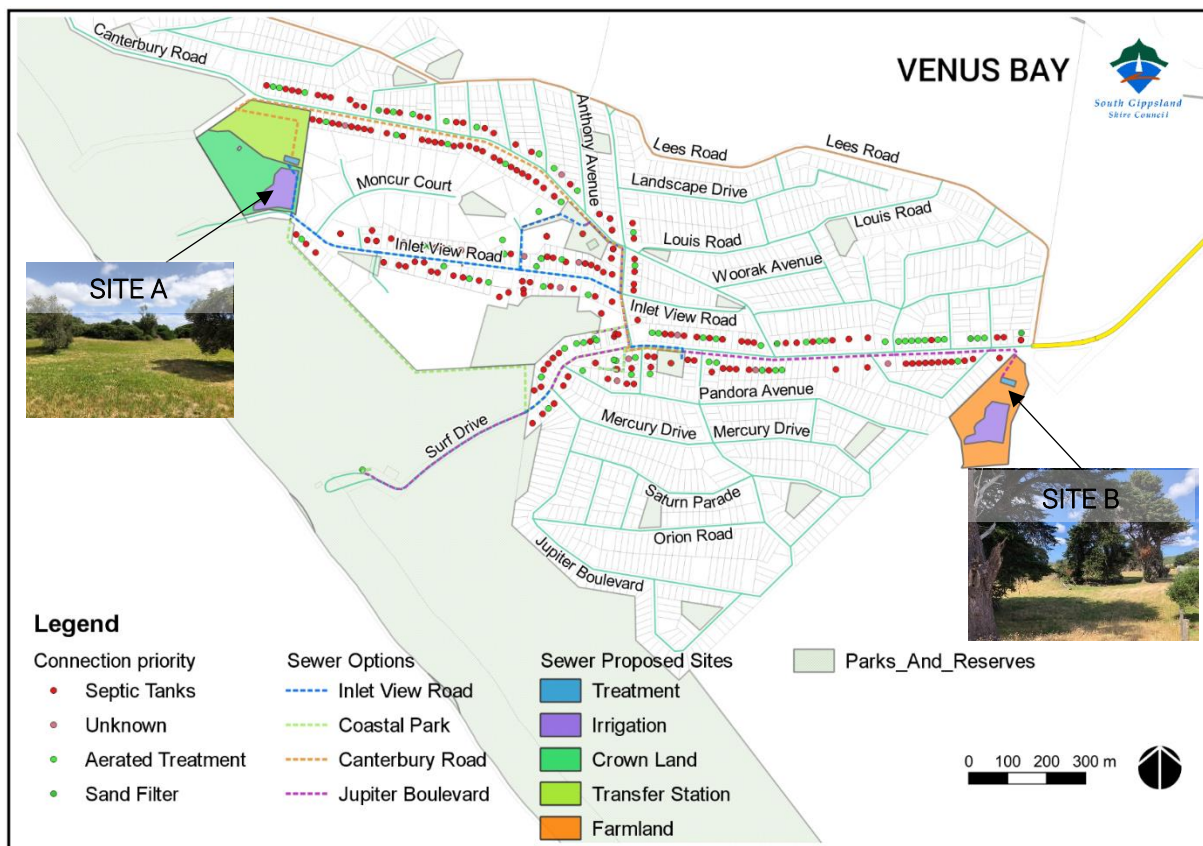 VENUS BAY
South Gippsland
Shire Council
Canterbury Road
Anthony Avenue
Lees Road
Lees Road
Landscape Drive
Moncur Court
Louis Road
Louis Road
Woorak Avenue
Inlet View Road
Inlet View Road
SITE A
Pandora Avenue
Mercury Drive
Mercury Drive
Surf Drive
Saturn Parade
Orion Road
Jupiter Boulevard
SITE B
Legend
Connection priority
Septic Tanks
Unknown
Aerated Treatment
Sand Filter
Sewer Options
Inlet View Road
Coastal Park
Canterbury Road
Jupiter Boulevard
Sewer Proposed Sites
Treatment
Irrigation
Crown Land
Transfer Station
Farmland
Parks_And_Reserves
0 100 200 300 m